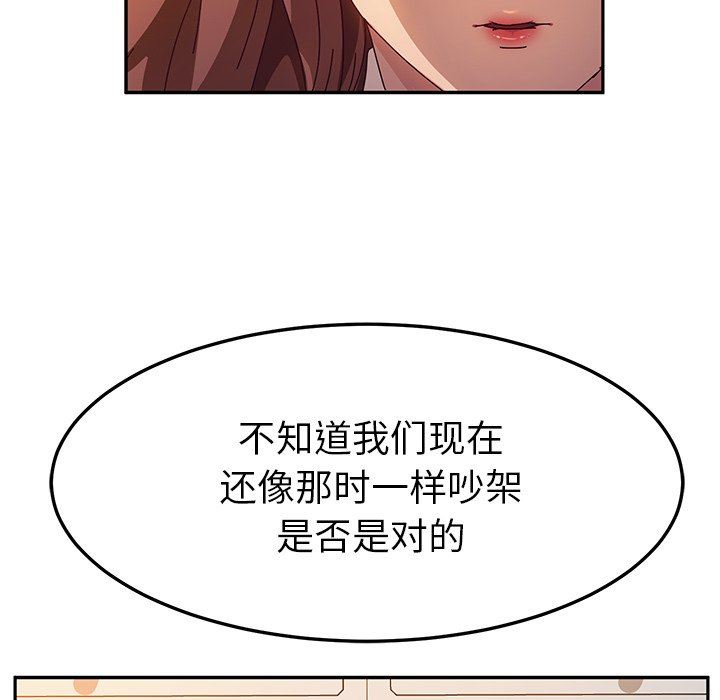 不知道我们现在
还像那时一样吵架
是否是对的